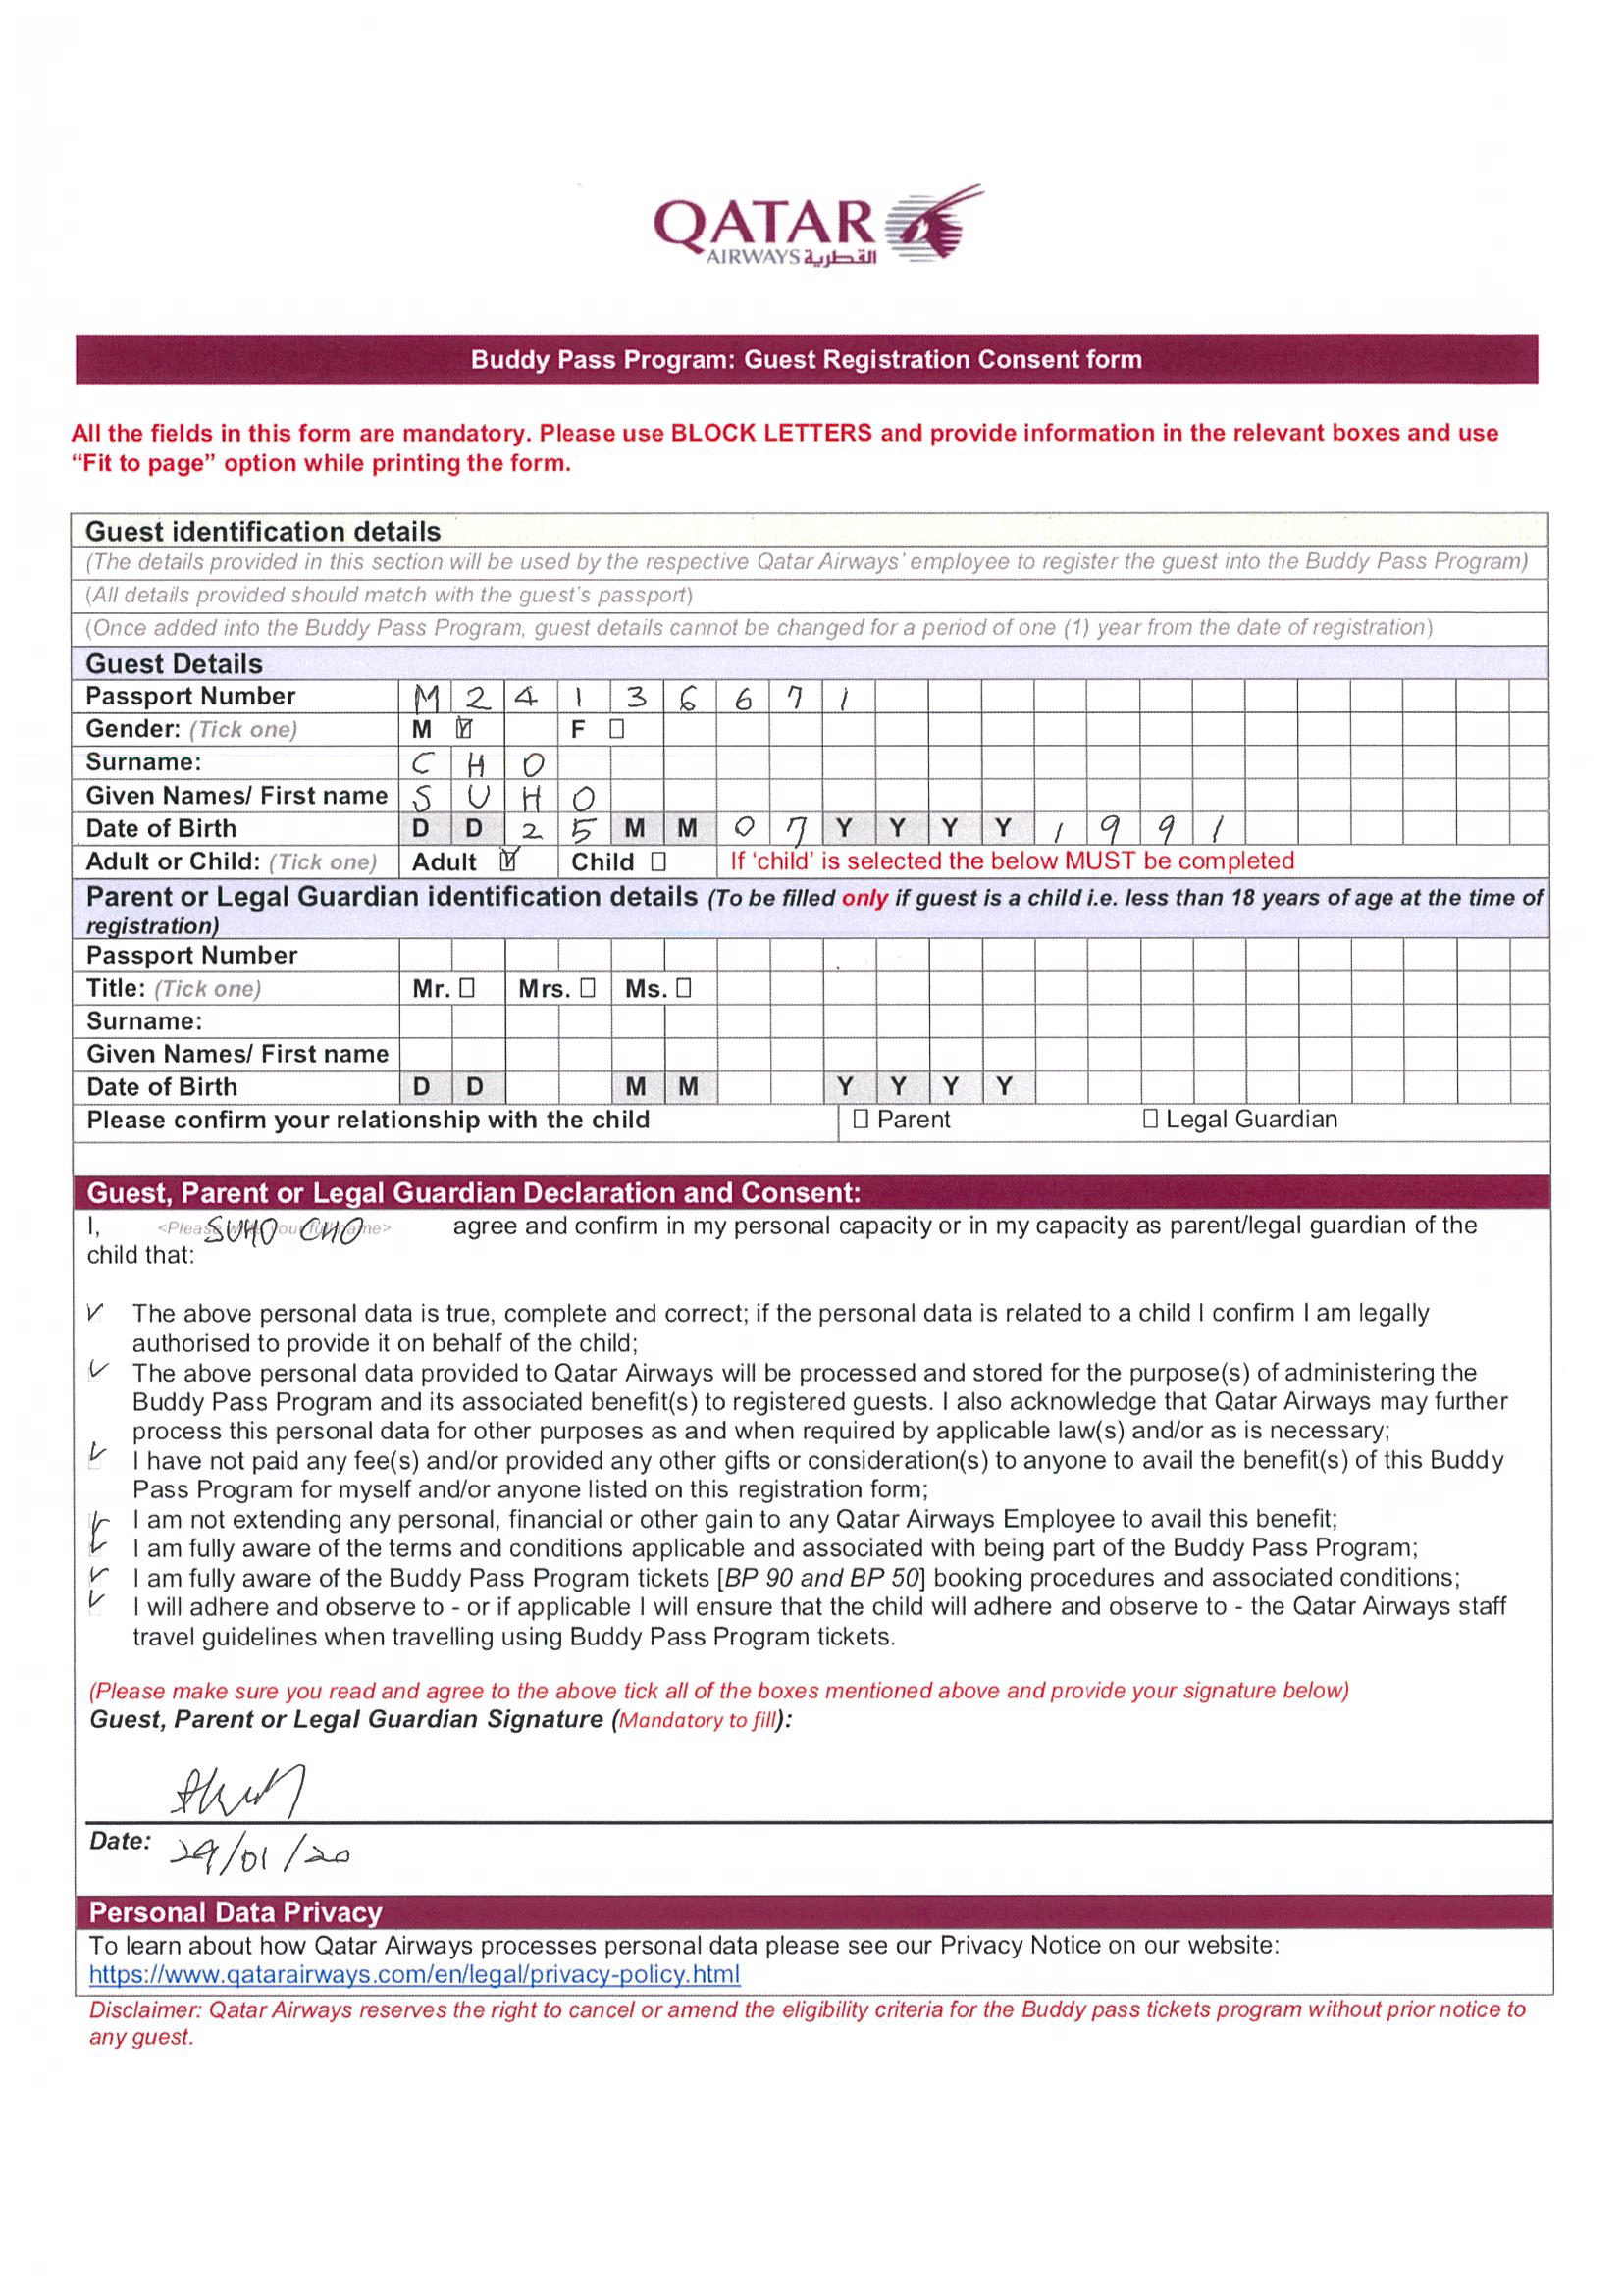 QATAR
AIRWAYS القطرية
Buddy Pass Program: Guest Registration Consent form
All the fields in this form are mandatory. Please use BLOCK LETTERS and provide information in the relevant boxes and use
“Fit to page” option while printing the form.
Guest identification details
(The details provided in this section will be used by the respective Qatar Airways' employee to register the guest into the Buddy Pass Program)
(All details provided should match with the guest's passport)
(Once added into the Buddy Pass Program, guest details cannot be changed for a period of one (1) year from the date of registration)
Guest Details
Passport Number M 2 4 1 3 6 6 7 1
Gender: (Tick one) M ☑ F ☐
Surname: C H O
Given Names/ First name S U H O
Date of Birth D D 2 5 M M 0 7 Y Y Y Y 1 9 9 1
Adult or Child: (Tick one) Adult ☑ Child ☐ If 'child' is selected the below MUST be completed
Parent or Legal Guardian identification details (To be filled only if guest is a child i.e. less than 18 years of age at the time of
registration)
Passport Number
Title: (Tick one) Mr. ☐ Mrs. ☐ Ms. ☐
Surname:
Given Names/ First name
Date of Birth D D M M Y Y Y Y
Please confirm your relationship with the child ☐ Parent ☐ Legal Guardian
Guest, Parent or Legal Guardian Declaration and Consent:
I, SUHO CHO agree and confirm in my personal capacity or in my capacity as parent/legal guardian of the
child that:
✓ The above personal data is true, complete and correct; if the personal data is related to a child I confirm I am legally
authorised to provide it on behalf of the child;
✓ The above personal data provided to Qatar Airways will be processed and stored for the purpose(s) of administering the
Buddy Pass Program and its associated benefit(s) to registered guests. I also acknowledge that Qatar Airways may further
process this personal data for other purposes as and when required by applicable law(s) and/or as is necessary;
✓ I have not paid any fee(s) and/or provided any other gifts or consideration(s) to anyone to avail the benefit(s) of this Buddy
Pass Program for myself and/or anyone listed on this registration form;
✓ I am not extending any personal, financial or other gain to any Qatar Airways Employee to avail this benefit;
✓ I am fully aware of the terms and conditions applicable and associated with being part of the Buddy Pass Program;
✓ I am fully aware of the Buddy Pass Program tickets [BP 90 and BP 50] booking procedures and associated conditions;
✓ I will adhere and observe to - or if applicable I will ensure that the child will adhere and observe to - the Qatar Airways staff
travel guidelines when travelling using Buddy Pass Program tickets.
(Please make sure you read and agree to the above tick all of the boxes mentioned above and provide your signature below)
Guest, Parent or Legal Guardian Signature (Mandatory to fill):
Date: 29/01/20
Personal Data Privacy
To learn about how Qatar Airways processes personal data please see our Privacy Notice on our website:
https://www.qatarairways.com/en/legal/privacy-policy.html
Disclaimer: Qatar Airways reserves the right to cancel or amend the eligibility criteria for the Buddy pass tickets program without prior notice to
any guest.